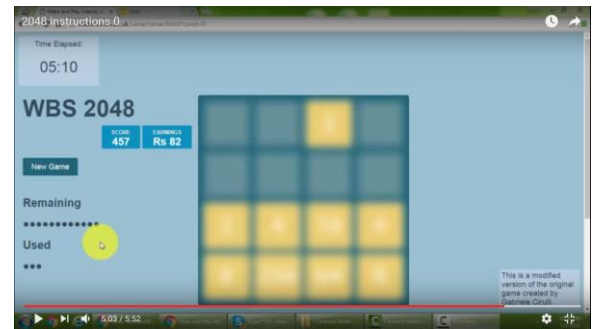 2048 instructions 0...
Time Elapsed:
05:10
WBS 2048
SCORE
457
EARNINGS
Rs 82
New Game
Remaining
Used
This is a modified
version of the original
game created by
Gabriele Cirulli.
5:03 / 5:52